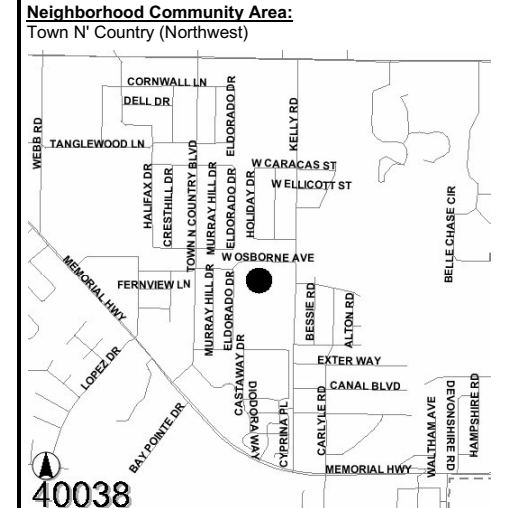 Neighborhood Community Area:
Town N' Country (Northwest)
CORNWALL LN
DELL DR
ELDORADO DR
KELLY RD
WEBB RD
TANGLEWOOD LN
TOWN N COUNTRY BLVD
W CARACAS ST
W ELLICOTT ST
HALIFAX DR
CRESTHILL DR
MURRAY HILL DR
ELDORADO DR
HOLIDAY DR
BELLE CHASE CIR
W OSBORNE AVE
MEMORIAL HWY
FERNVIEW LN
MURRAY HILL DR
ELDORADO DR
BESSIE RD
ALTON RD
LOPEZ DR
CASTAWAY DR
EXTER WAY
CANAL BLVD
DIODORA WAY
CYPRINA PL
CARLYLE RD
WALTHAM AVE
DEVONSHIRE RD
HAMPSHIRE RD
BAY POINTE DR
MEMORIAL HWY
40038